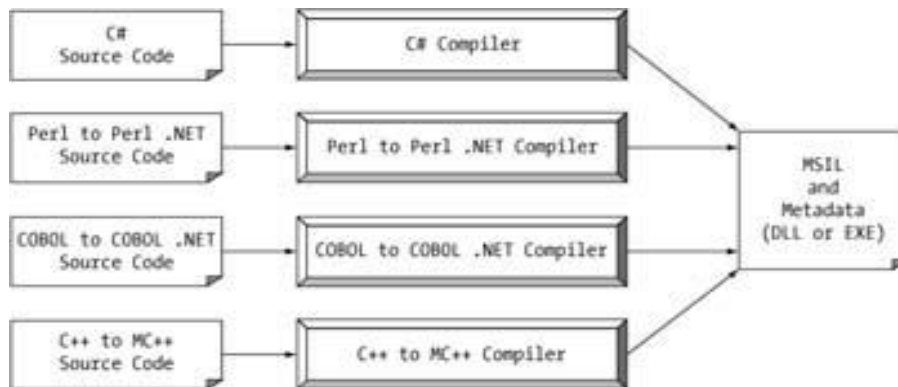 C#
Source Code
C# Compiler
Perl to Perl .NET
Source Code
Perl to Perl .NET Compiler
MSIL
and
Metadata
(DLL or EXE)
COBOL to COBOL .NET
Source Code
COBOL to COBOL .NET Compiler
C++ to MC++
Source Code
C++ to MC++ Compiler